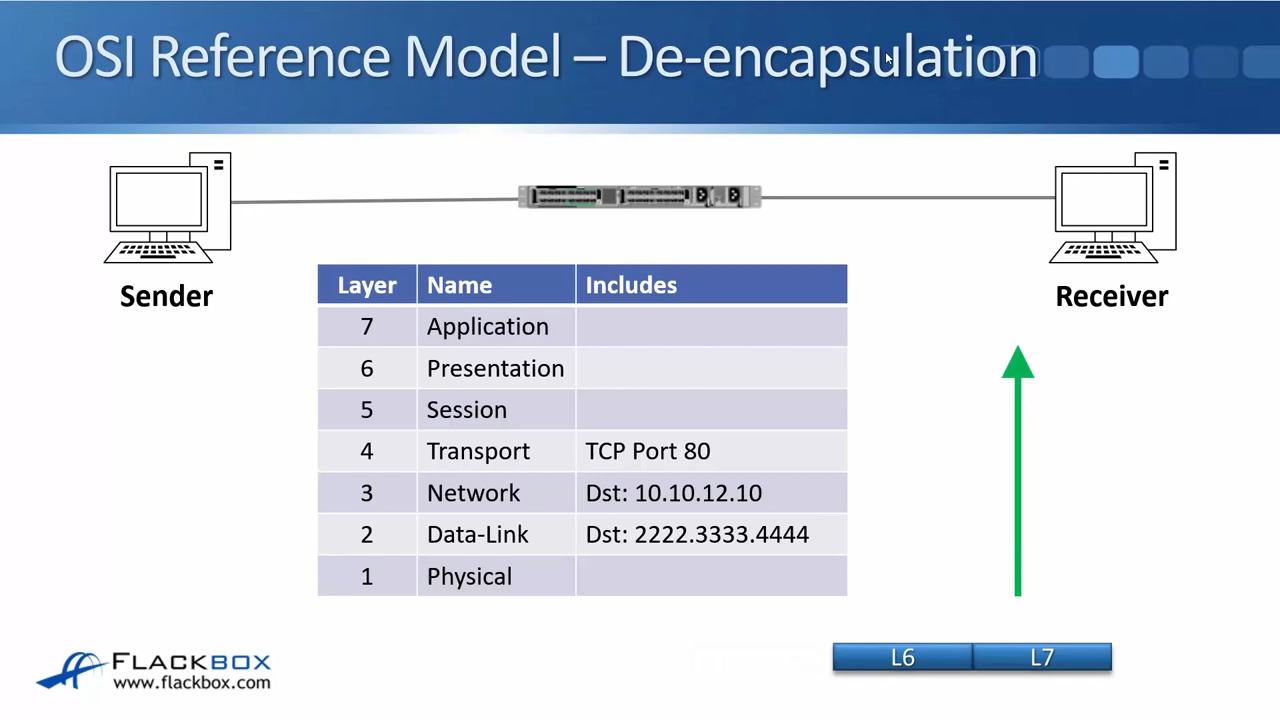 OSI Reference Model – De-encapsulation
Sender
Receiver
Layer Name Includes
7 Application
6 Presentation
5 Session
4 Transport TCP Port 80
3 Network Dst: 10.10.12.10
2 Data-Link Dst: 2222.3333.4444
1 Physical
L6 L7
FLACKBOX
www.flackbox.com